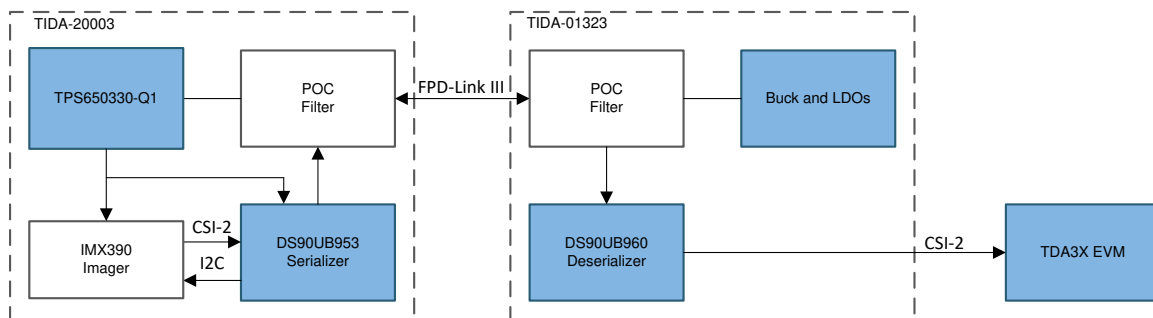 TIDA-20003
TIDA-01323
TPS650330-Q1
POC
Filter
FPD-Link III
POC
Filter
Buck and LDOs
IMX390
Imager
CSI-2
I2C
DS90UB953
Serializer
DS90UB960
Deserializer
CSI-2
TDA3X EVM